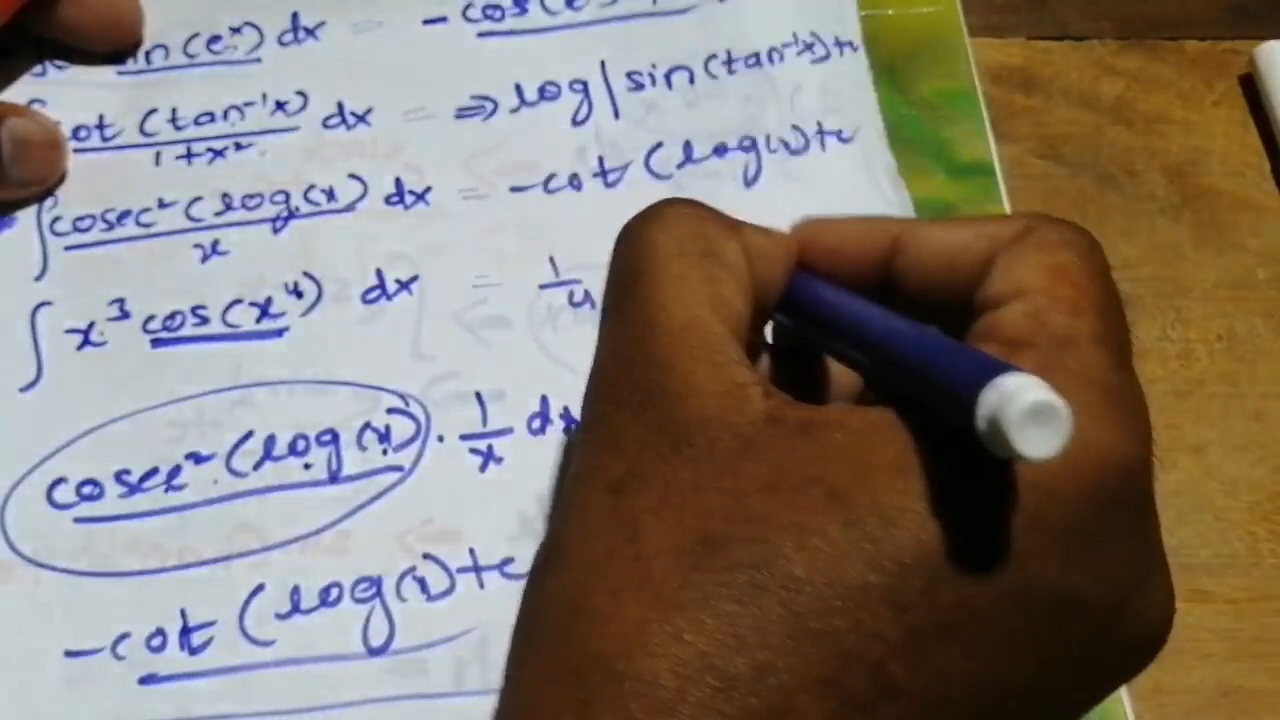 sin(eˣ) dx = -cos(e
∫ cot (tan⁻¹x) / 1+x² dx = ⇒ log|sin(tan⁻¹x)+c
∫ cosec² (log(x)) / x dx = -cot (log(x)+c
∫ x³ cos(x⁴) dx = 1/4
cosec² (log(x)) . 1/x dx
-cot (log(x)+c